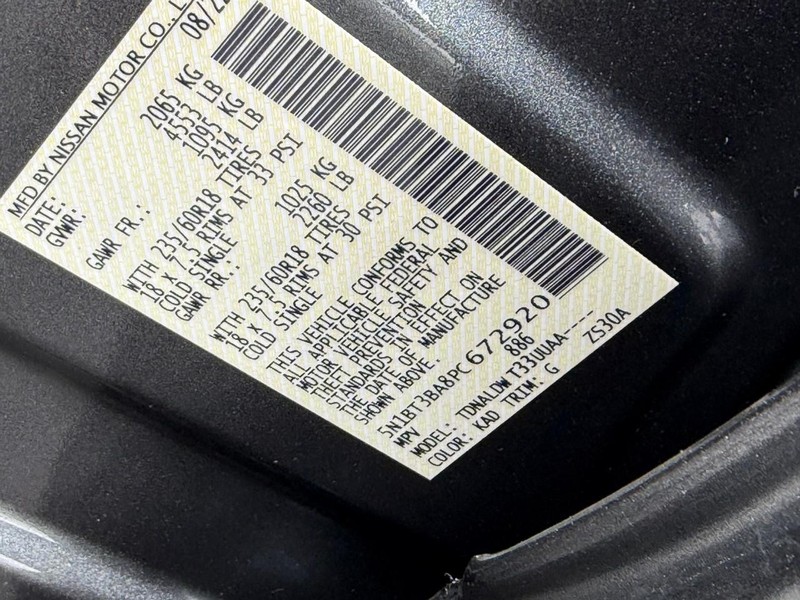 MFD BY NISSAN MOTOR CO., L
DATE: 08/2
GVWR: 2065 KG
4553 LB
GAWR FR.: 1095 KG
2414 LB
WITH 235/60R18 TIRES
18 X 7.5 RIMS AT 33 PSI
COLD SINGLE
GAWR RR.: 1025 KG
2260 LB
WITH 235/60R18 TIRES
18 X 7.5 RIMS AT 30 PSI
COLD SINGLE
THIS VEHICLE CONFORMS TO
ALL APPLICABLE FEDERAL
MOTOR VEHICLE SAFETY AND
THEFT PREVENTION
STANDARDS IN EFFECT ON
THE DATE OF MANUFACTURE
SHOWN ABOVE.
5N1BT3BA8PC672920
MPV 886
MODEL: TDNALDW T33UUAA----
COLOR: KAD TRIM: G ZS30A